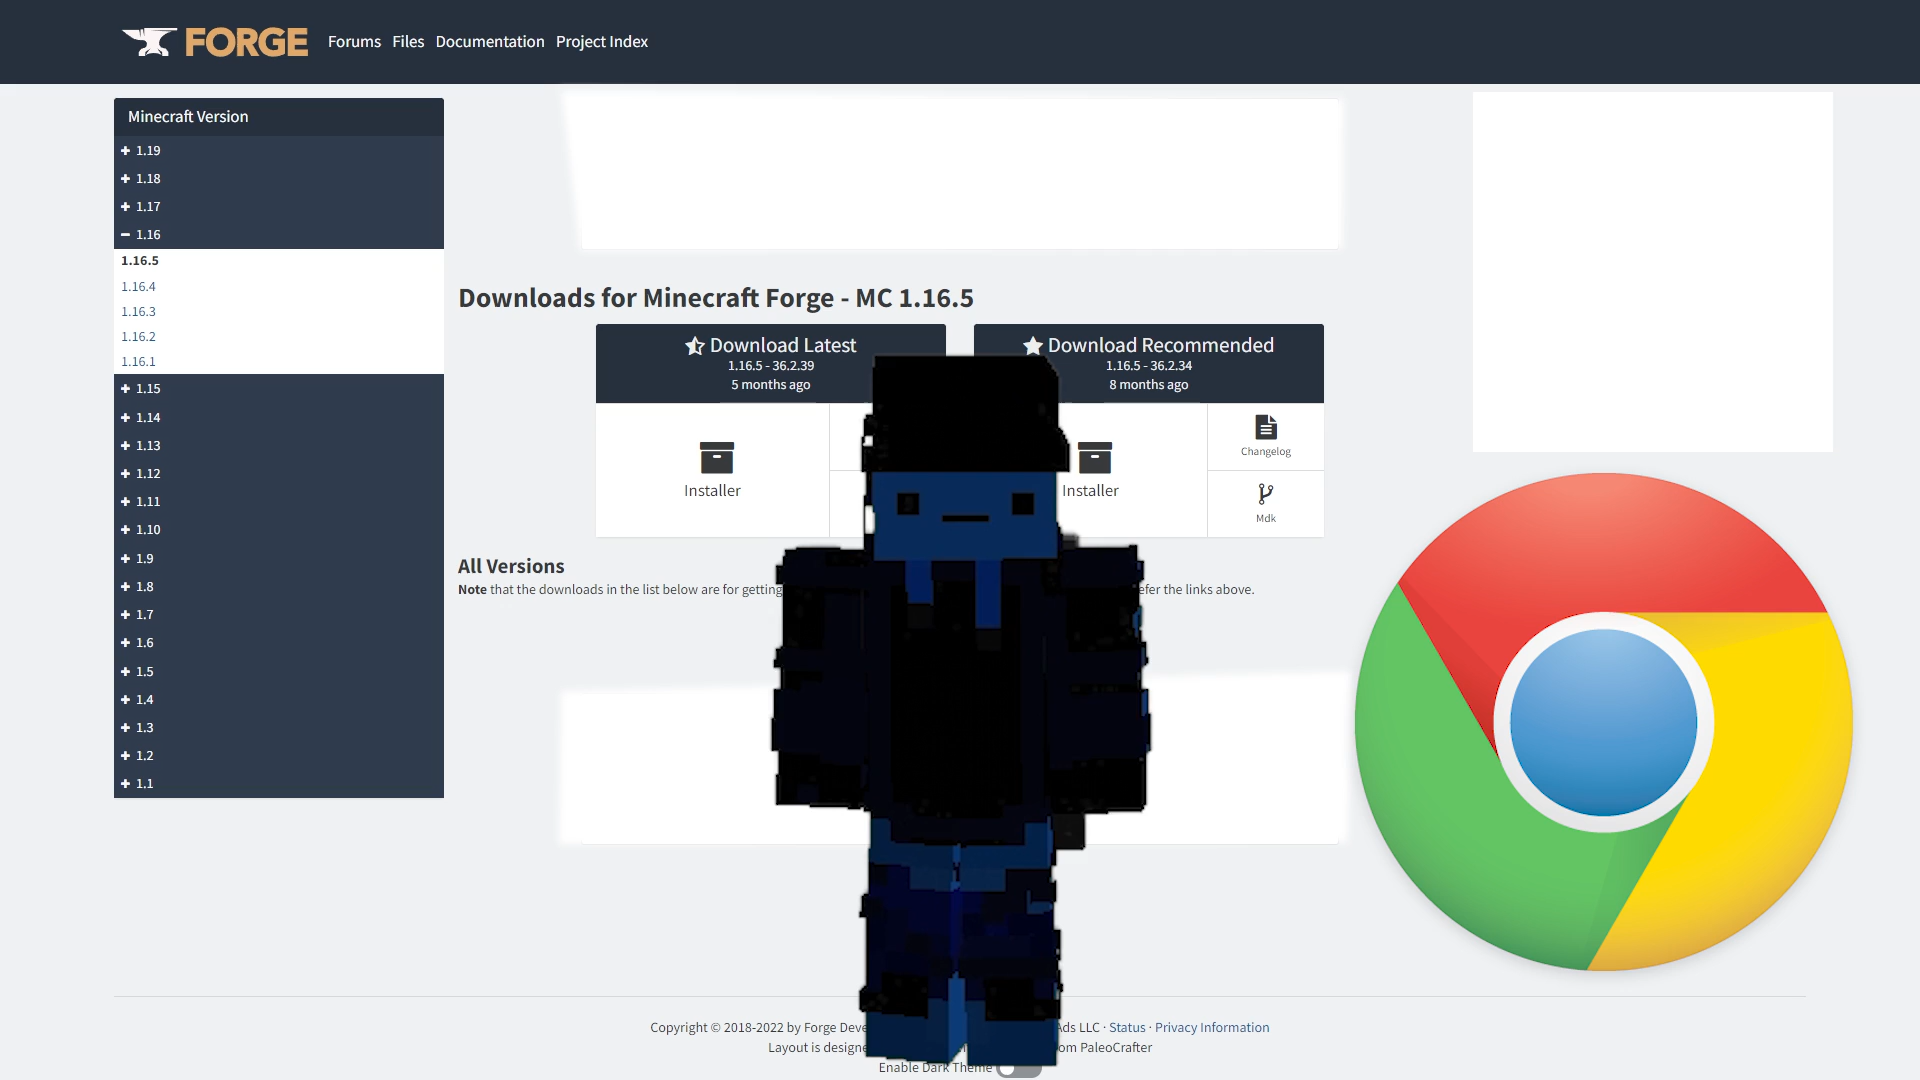 FORGE
Forums Files Documentation Project Index
Minecraft Version
1.19
1.18
1.17
1.16
1.16.5
1.16.4
1.16.3
1.16.2
1.16.1
1.15
1.14
1.13
1.12
1.11
1.10
1.9
1.8
1.7
1.6
1.5
1.4
1.3
1.2
1.1
Downloads for Minecraft Forge - MC 1.16.5
Download Latest
1.16.5 - 36.2.39
5 months ago
Installer
Download Recommended
1.16.5 - 36.2.34
8 months ago
Installer
Changelog
Mdk
All Versions
Note that the downloads in the list below are for getting the links above.
Copyright © 2018-2022 by Forge Ads LLC · Status · Privacy Information
Layout is PaleoCrafter
Enable Dark Theme